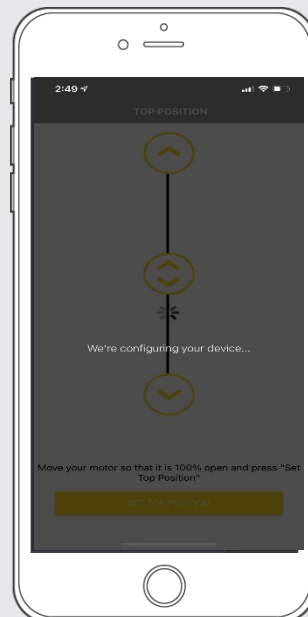 2:49
TOP POSITION
We're configuring your device...
Move your motor so that it is 100% open and press "Set
Top Position"
SET TOP POSITION